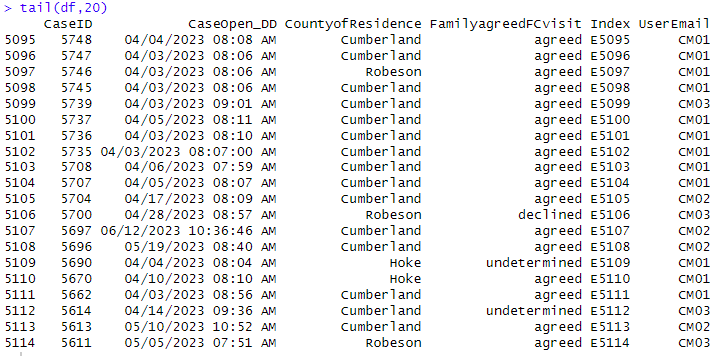 > tail(df,20)
CaseID CaseOpen_DD CountyofResidence FamilyagreedFCvisit Index UserEmail
5095 5748 04/04/2023 08:08 AM Cumberland agreed E5095 CM01
5096 5747 04/03/2023 08:06 AM Cumberland agreed E5096 CM01
5097 5746 04/03/2023 08:06 AM Robeson agreed E5097 CM01
5098 5745 04/03/2023 08:06 AM Cumberland agreed E5098 CM01
5099 5739 04/03/2023 09:01 AM Cumberland agreed E5099 CM03
5100 5737 04/05/2023 08:11 AM Cumberland agreed E5100 CM01
5101 5736 04/03/2023 08:10 AM Cumberland agreed E5101 CM01
5102 5735 04/03/2023 08:07:00 AM Cumberland agreed E5102 CM01
5103 5708 04/06/2023 07:59 AM Cumberland agreed E5103 CM01
5104 5707 04/05/2023 08:07 AM Cumberland agreed E5104 CM01
5105 5704 04/17/2023 08:09 AM Cumberland agreed E5105 CM02
5106 5700 04/28/2023 08:57 AM Robeson declined E5106 CM03
5107 5697 06/12/2023 10:36:46 AM Cumberland agreed E5107 CM02
5108 5696 05/19/2023 08:40 AM Cumberland agreed E5108 CM02
5109 5690 04/04/2023 08:04 AM Hoke undetermined E5109 CM01
5110 5670 04/10/2023 08:10 AM Hoke agreed E5110 CM01
5111 5662 04/03/2023 08:56 AM Cumberland agreed E5111 CM01
5112 5614 04/14/2023 09:36 AM Cumberland undetermined E5112 CM03
5113 5613 05/10/2023 10:52 AM Cumberland agreed E5113 CM02
5114 5611 05/05/2023 07:51 AM Robeson agreed E5114 CM03